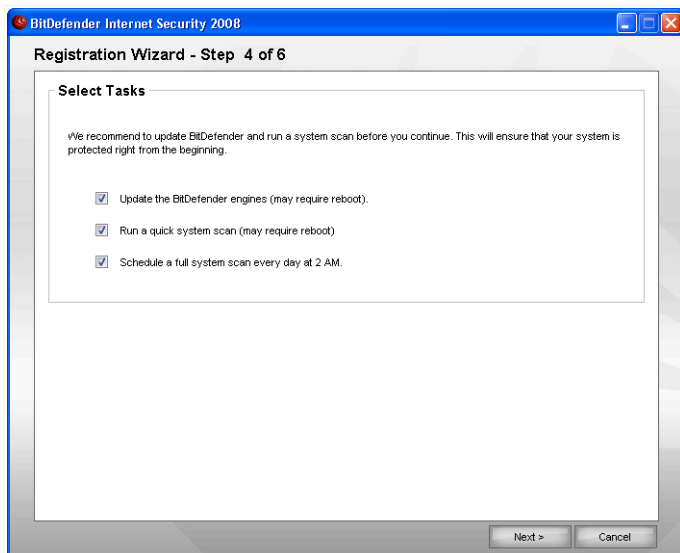 BitDefender Internet Security 2008
Registration Wizard - Step 4 of 6
Select Tasks
We recommend to update BitDefender and run a system scan before you continue. This will ensure that your system is
protected right from the beginning.
Update the BitDefender engines (may require reboot).
Run a quick system scan (may require reboot)
Schedule a full system scan every day at 2 AM.
Next > Cancel